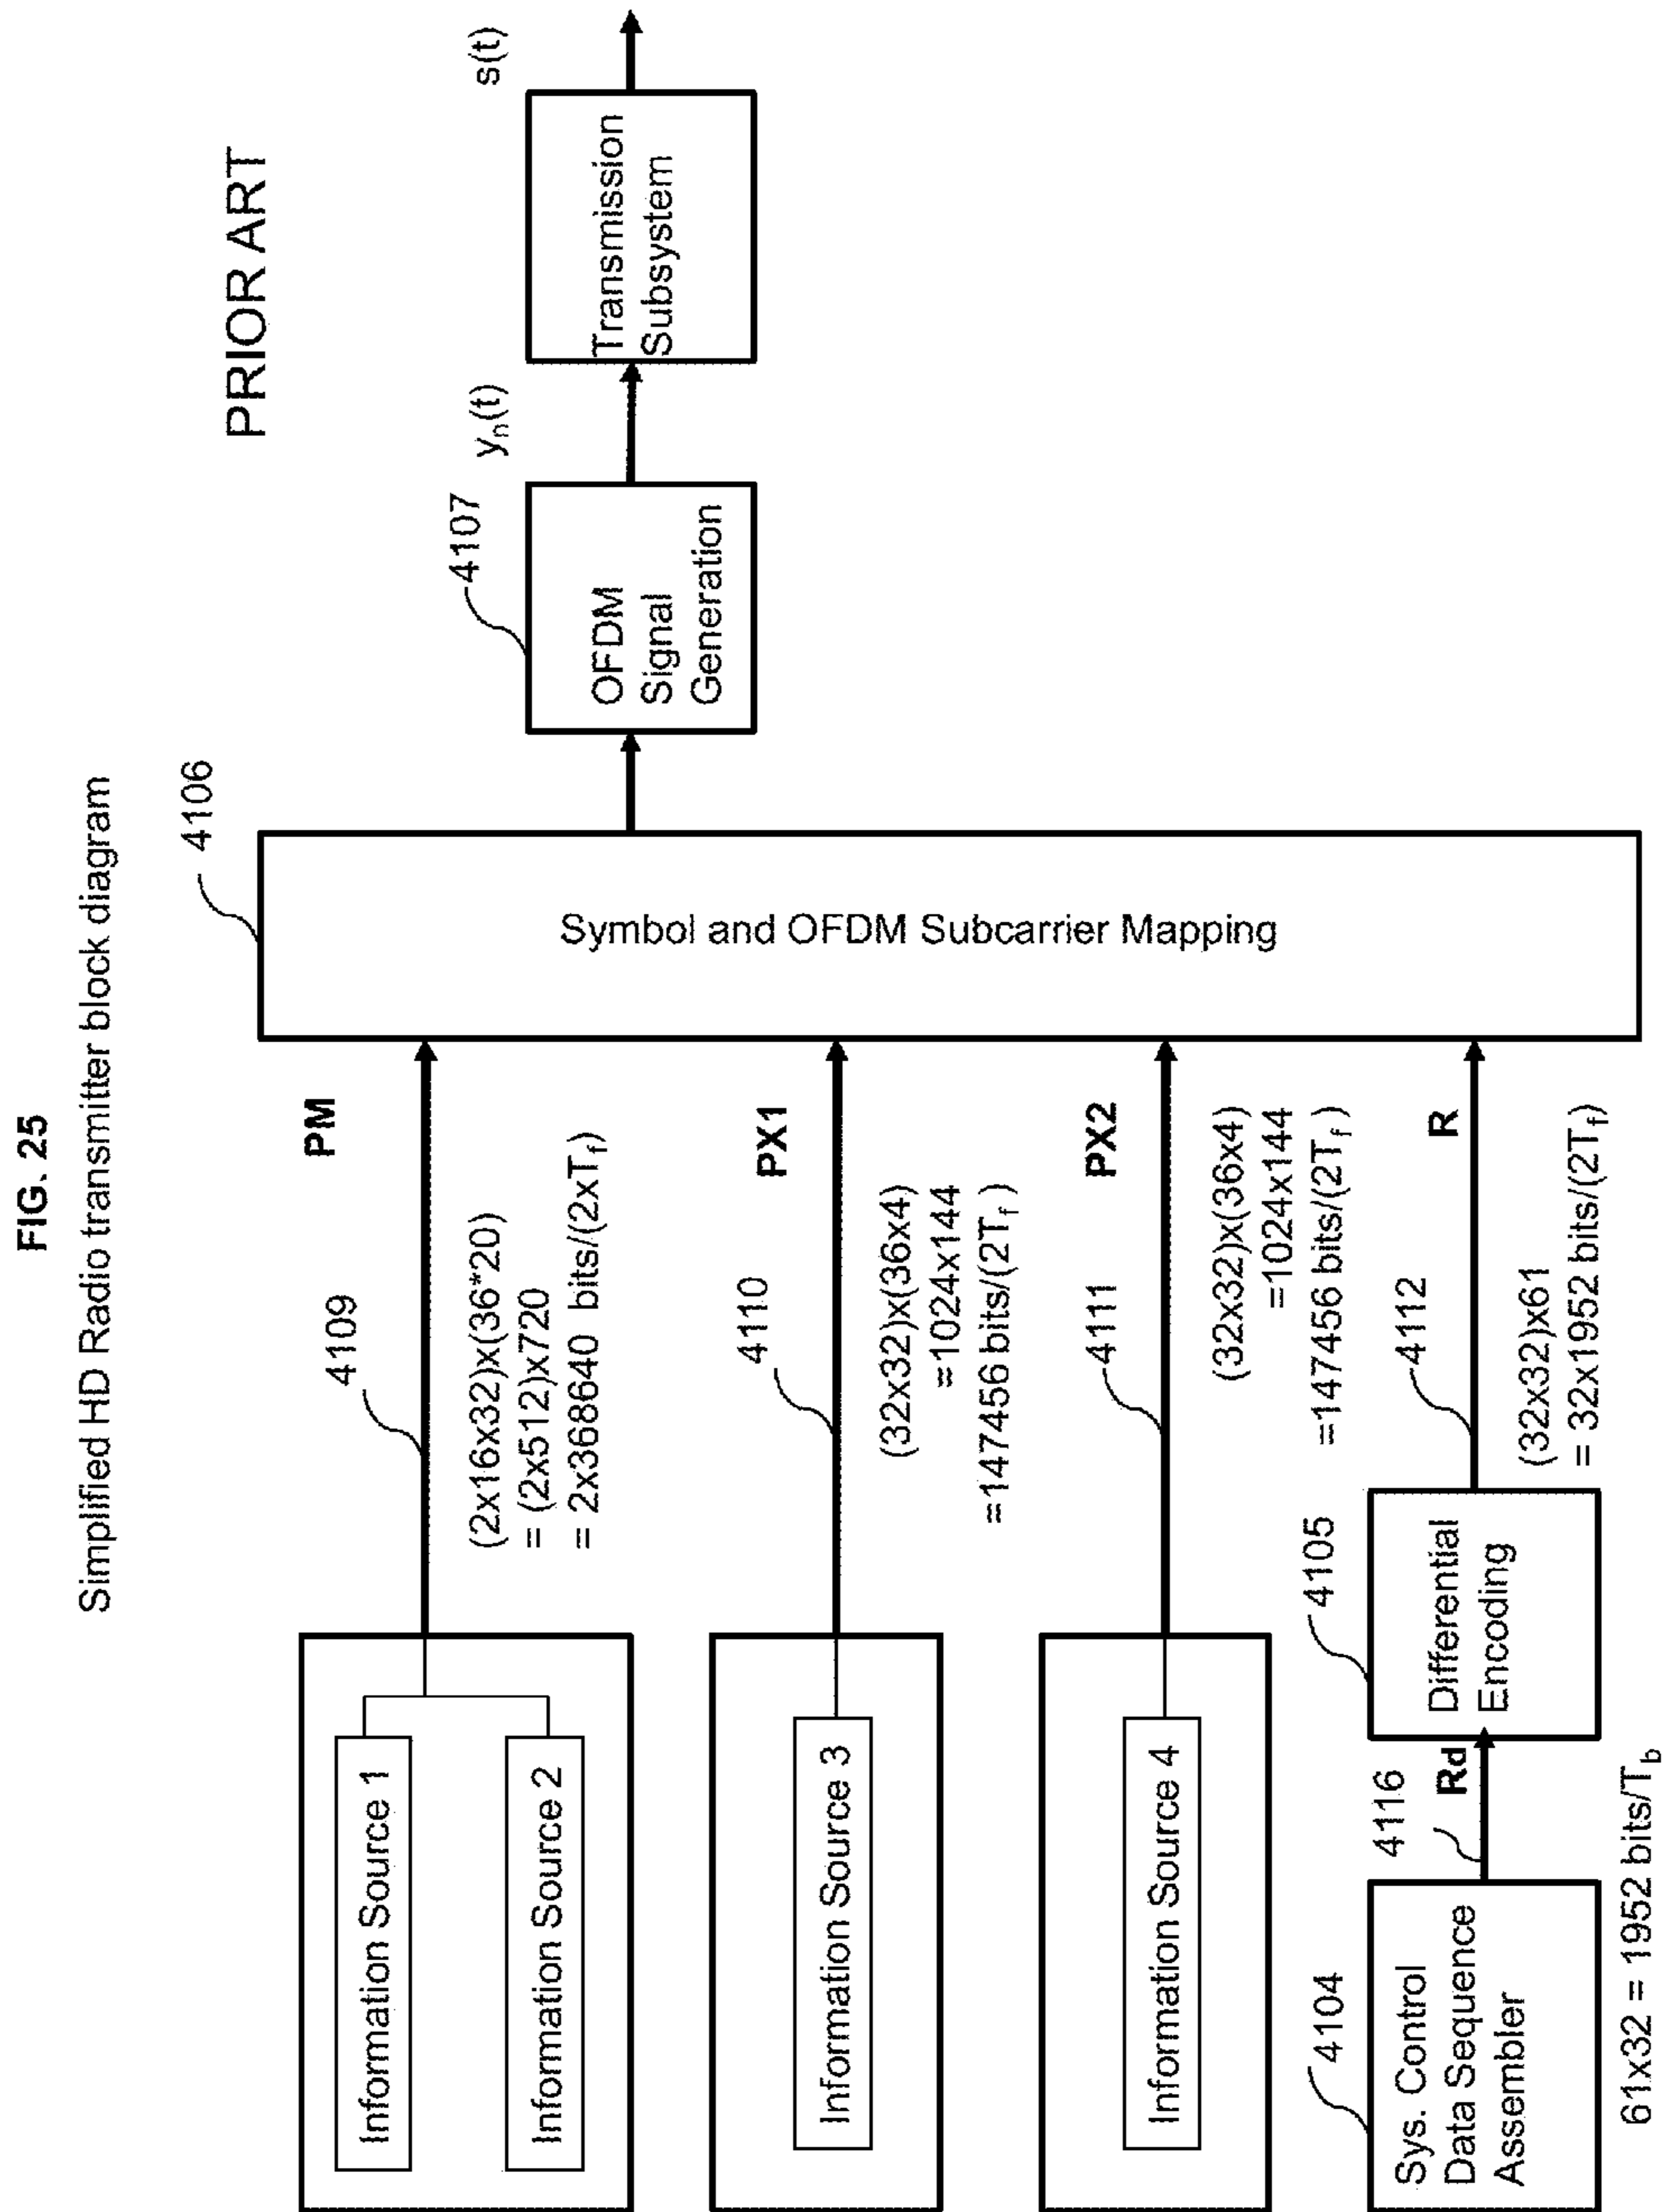 FIG. 25
Simplified HD Radio transmitter block diagram
PRIOR ART
Information Source 1
Information Source 2
4109
PM
(2x16x32)x(36*20)
= (2x512)x720
= 2x368640 bits/(2xTf)
Information Source 3
4110
PX1
(32x32)x(36x4)
=1024x144
=147456 bits/(2Tf)
Information Source 4
4111
PX2
(32x32)x(36x4)
=1024x144
=147456 bits/(2Tf)
4104
Sys. Control
Data Sequence
Assembler
61x32 = 1952 bits/Tb
4116
Rd
4105
Differential
Encoding
4112
R
(32x32)x61
= 32x1952 bits/(2Tf)
4106
Symbol and OFDM Subcarrier Mapping
4107
OFDM
Signal
Generation
yn(t)
Transmission
Subsystem
s(t)